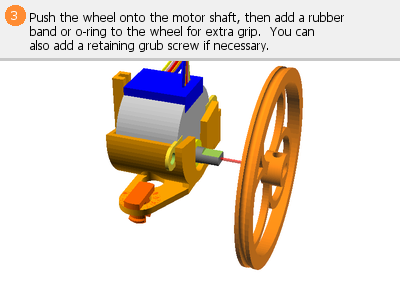 3 Push the wheel onto the motor shaft, then add a rubber
band or o-ring to the wheel for extra grip.  You can
also add a retaining grub screw if necessary.